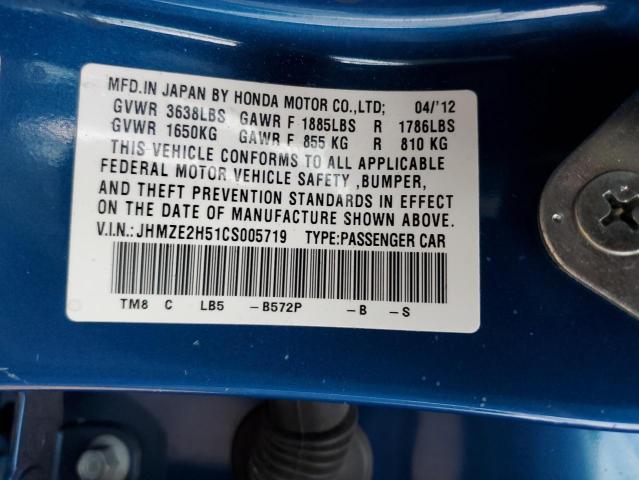 MFD.IN JAPAN BY HONDA MOTOR CO.,LTD; 04/'12
GVWR 3638LBS GAWR F 1885LBS R 1786LBS
GVWR 1650KG GAWR F 855 KG R 810 KG
THIS VEHICLE CONFORMS TO ALL APPLICABLE
FEDERAL MOTOR VEHICLE SAFETY ,BUMPER,
AND THEFT PREVENTION STANDARDS IN EFFECT
ON THE DATE OF MANUFACTURE SHOWN ABOVE.
V.I.N.:JHMZE2H51CS005719 TYPE:PASSENGER CAR
TM8 C LB5 -B572P -B -S